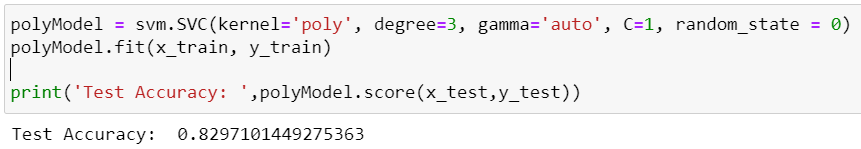 polyModel = svm.SVC(kernel='poly', degree=3, gamma='auto', C=1, random_state = 0)
polyModel.fit(x_train, y_train)
print('Test Accuracy: ',polyModel.score(x_test,y_test))
Test Accuracy:  0.8297101449275363